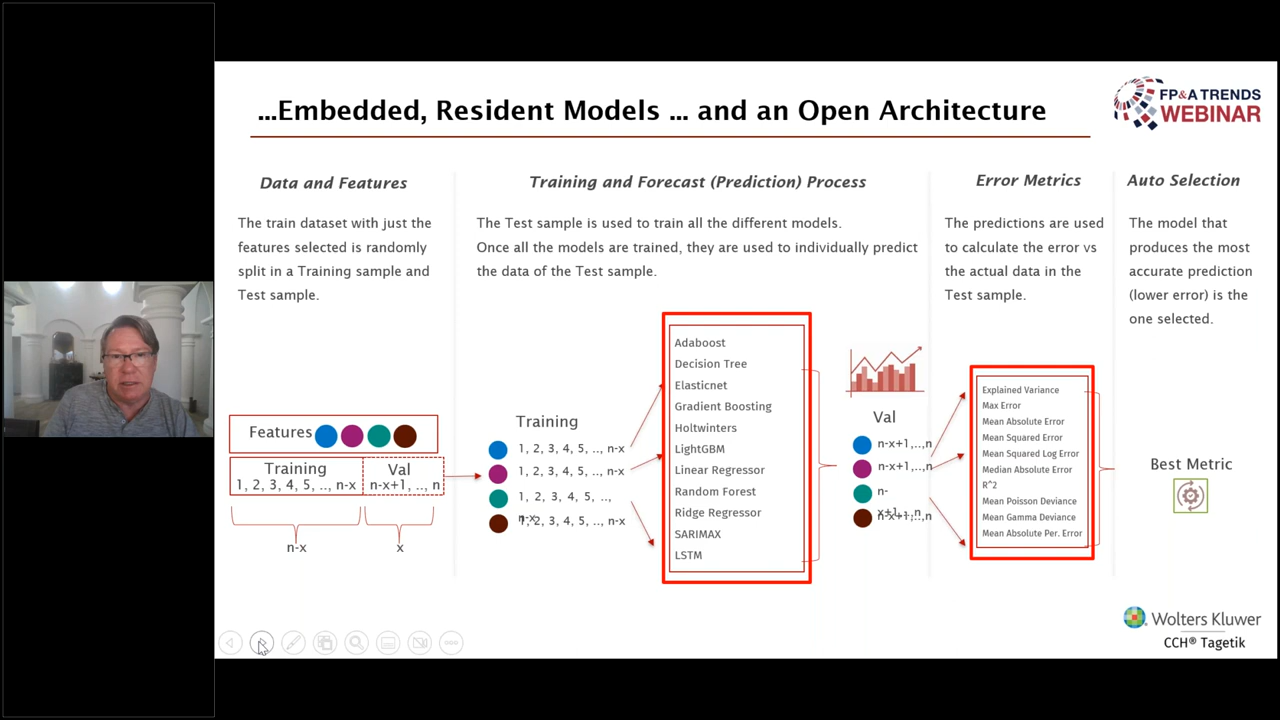 ...Embedded, Resident Models ... and an Open Architecture
FP&A TRENDS
WEBINAR
Data and Features
The train dataset with just the
features selected is randomly
split in a Training sample and
Test sample.
Features
Training
1, 2, 3, 4, 5, .., n-x
Val
n-x+1, .., n
n-x
x
Training and Forecast (Prediction) Process
The Test sample is used to train all the different models.
Once all the models are trained, they are used to individually predict
the data of the Test sample.
Training
1, 2, 3, 4, 5, .., n-x
1, 2, 3, 4, 5, .., n-x
1, 2, 3, 4, 5, ..,
n-x
1, 2, 3, 4, 5, .., n-x
Adaboost
Decision Tree
Elasticnet
Gradient Boosting
Holtwinters
LightGBM
Linear Regressor
Random Forest
Ridge Regressor
SARIMAX
LSTM
Val
n-x+1,..,n
n-x+1,..,n
n-
x+1,..,n
n-x+1,..,n
Error Metrics
The predictions are used
to calculate the error vs
the actual data in the
Test sample.
Explained Variance
Max Error
Mean Absolute Error
Mean Squared Error
Mean Squared Log Error
Median Absolute Error
R^2
Mean Poisson Deviance
Mean Gamma Deviance
Mean Absolute Per. Error
Auto Selection
The model that
produces the most
accurate prediction
(lower error) is the
one selected.
Best Metric
Wolters Kluwer
CCH® Tagetik